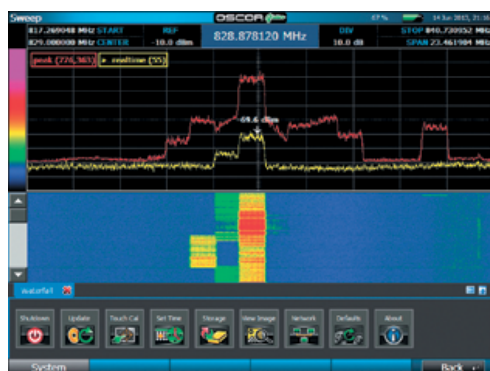 Sweep OSCOR 67% 14 Jun 2013, 21:16
817.269048 MHz START REF 828.878120 MHz DIV STOP 840.730952 MHz
829.000000 MHz CENTER -10.0 dBm 10.0 dB SPAN 23.461904 MHz
peak (774,363) realtime (55)
-69.6 dBm
waterfall
Shutdown Update Touch Cal Set Time Storage View Image Network Defaults About
System Back